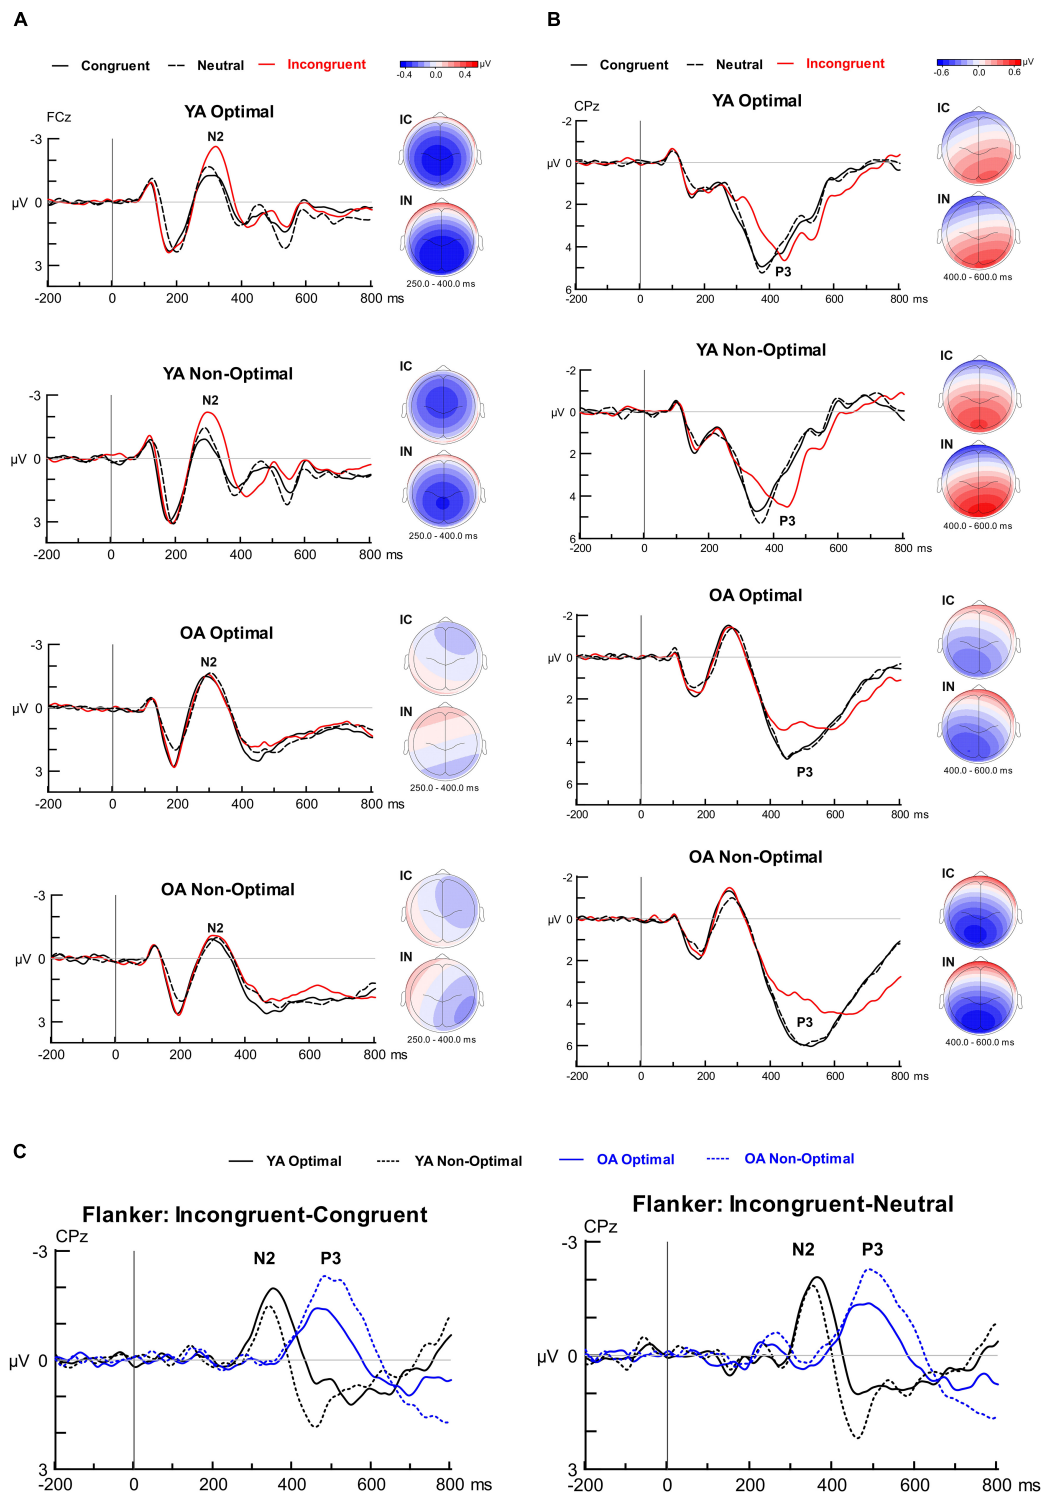 A
Congruent Neutral Incongruent
-0.4 0.0 0.4 µV
FCz
YA Optimal
N2
-3
µV 0
3
-200 0 200 400 600 800 ms
IC
IN
250.0 - 400.0 ms
YA Non-Optimal
N2
-3
µV 0
3
-200 0 200 400 600 800 ms
IC
IN
250.0 - 400.0 ms
OA Optimal
N2
-3
µV 0
3
-200 0 200 400 600 800 ms
IC
IN
250.0 - 400.0 ms
OA Non-Optimal
N2
-3
µV 0
3
-200 0 200 400 600 800 ms
IC
IN
250.0 - 400.0 ms
B
Congruent Neutral Incongruent
-0.6 0.0 0.6 µV
CPz
YA Optimal
-2
µV 0
2
4
6
P3
-200 0 200 400 600 800 ms
IC
IN
400.0 - 600.0 ms
YA Non-Optimal
-2
µV 0
2
4
6
P3
-200 0 200 400 600 800 ms
IC
IN
400.0 - 600.0 ms
OA Optimal
-2
µV 0
2
4
6
P3
-200 0 200 400 600 800 ms
IC
IN
400.0 - 600.0 ms
OA Non-Optimal
-2
µV 0
2
4
6
P3
-200 0 200 400 600 800 ms
IC
IN
400.0 - 600.0 ms
C
YA Optimal YA Non-Optimal OA Optimal OA Non-Optimal
Flanker: Incongruent-Congruent
CPz
-3
N2 P3
µV 0
3
-200 0 200 400 600 800 ms
Flanker: Incongruent-Neutral
CPz
-3
N2 P3
µV 0
3
-200 0 200 400 600 800 ms